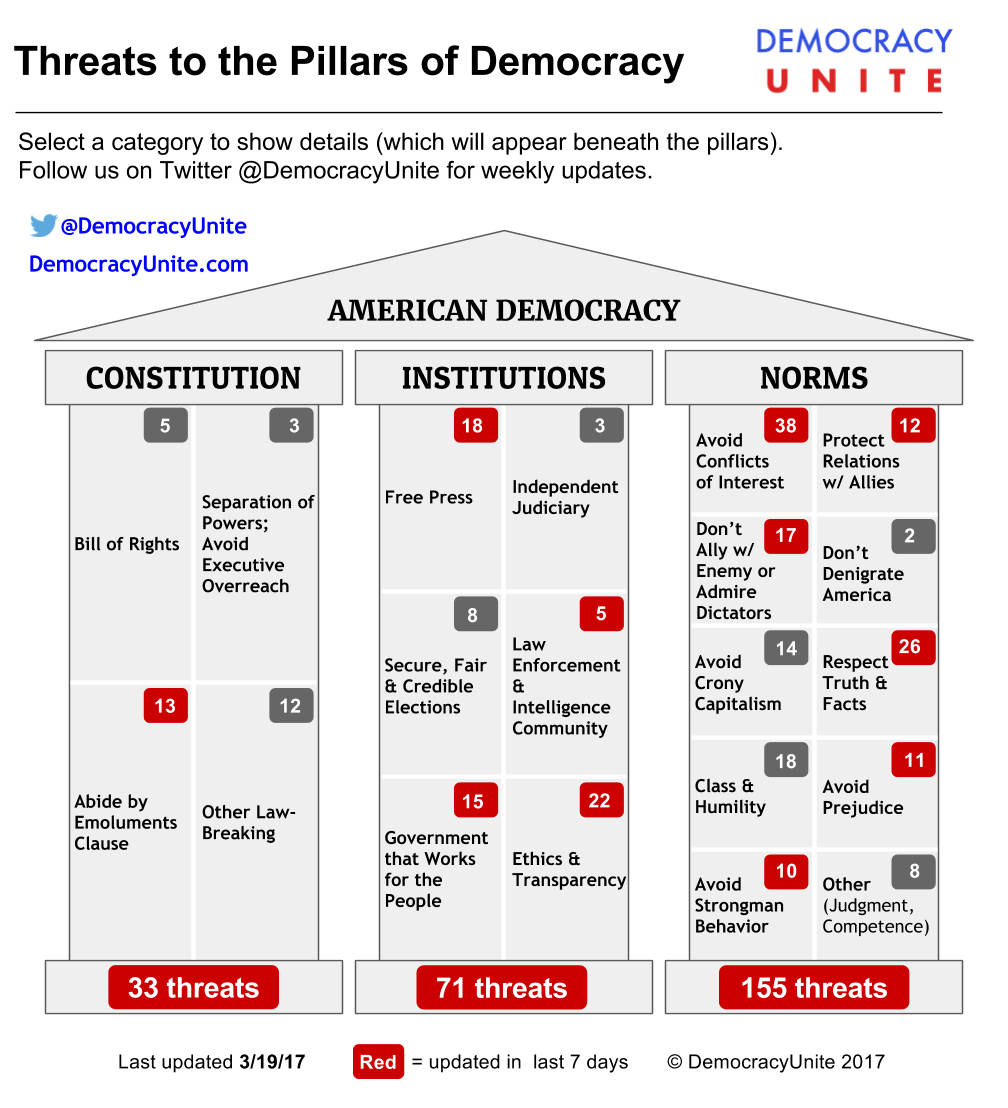 Threats to the Pillars of Democracy
DEMOCRACY
UNITE
Select a category to show details (which will appear beneath the pillars).
Follow us on Twitter @DemocracyUnite for weekly updates.
@DemocracyUnite
DemocracyUnite.com
AMERICAN DEMOCRACY
CONSTITUTION
5
Bill of Rights
3
Separation of
Powers;
Avoid
Executive
Overreach
13
Abide by
Emoluments
Clause
12
Other Law-
Breaking
33 threats
INSTITUTIONS
18
Free Press
3
Independent
Judiciary
8
Secure, Fair
& Credible
Elections
5
Law
Enforcement
&
Intelligence
Community
15
Government
that Works
for the
People
22
Ethics &
Transparency
71 threats
NORMS
38
Avoid
Conflicts
of Interest
12
Protect
Relations
w/ Allies
17
Don’t
Ally w/
Enemy or
Admire
Dictators
2
Don’t
Denigrate
America
14
Avoid
Crony
Capitalism
26
Respect
Truth &
Facts
18
Class &
Humility
11
Avoid
Prejudice
10
Avoid
Strongman
Behavior
8
Other
(Judgment,
Competence)
155 threats
Last updated 3/19/17
Red = updated in last 7 days
© DemocracyUnite 2017